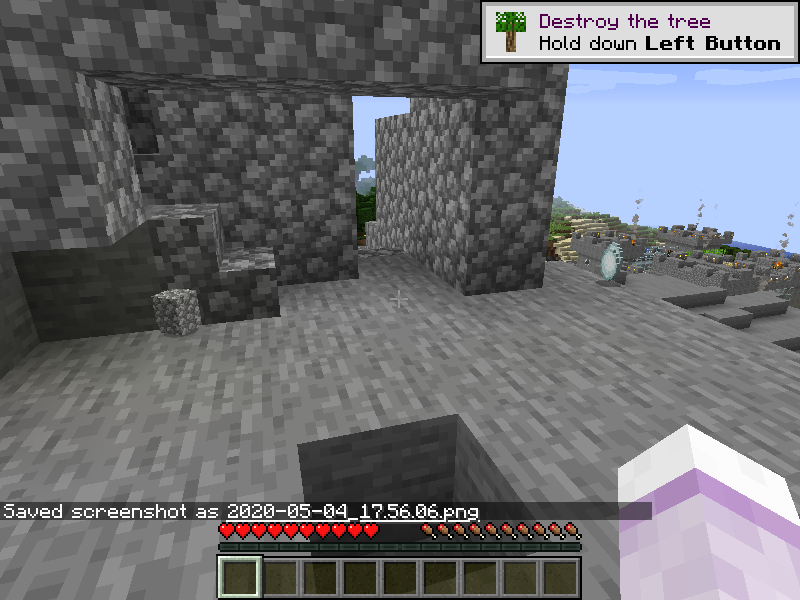 Destroy the tree
Hold down Left Button
Saved screenshot as 2020-05-04_17.56.06.png